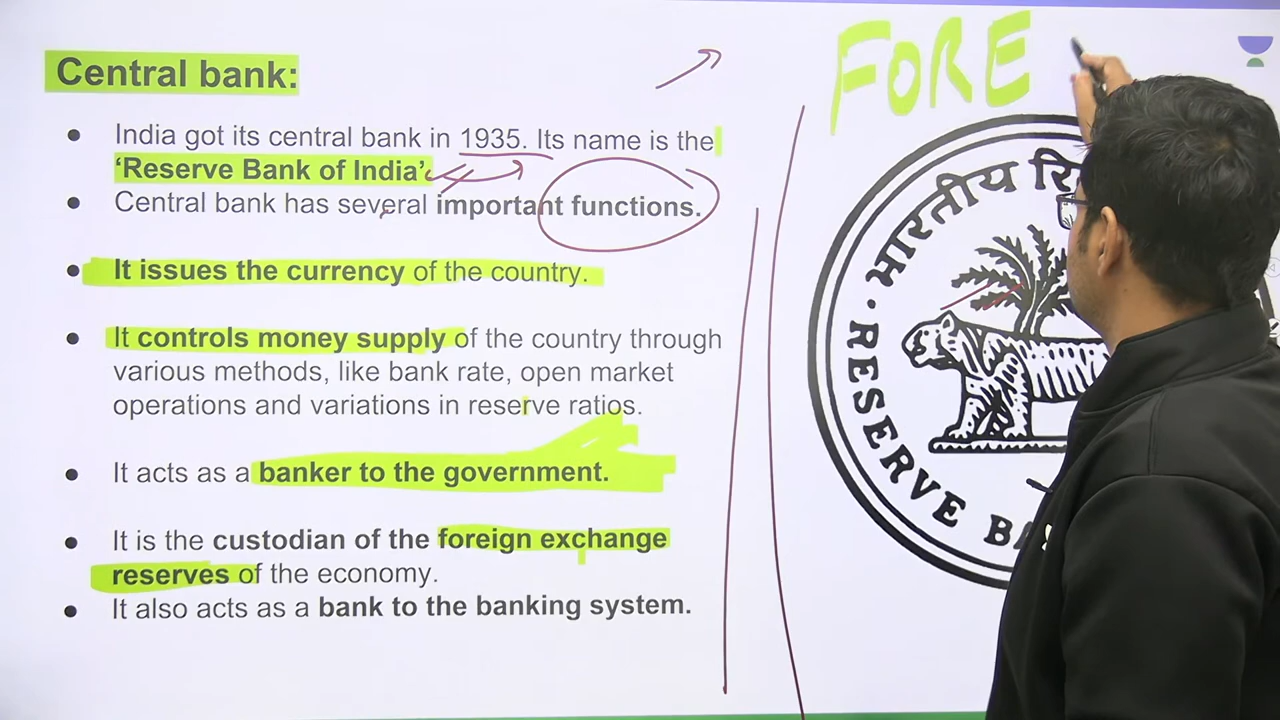 Central bank:
FORE
• India got its central bank in 1935. Its name is the
‘Reserve Bank of India’.
• Central bank has several important functions.
• It issues the currency of the country.
• It controls money supply of the country through
various methods, like bank rate, open market
operations and variations in reserve ratios.
• It acts as a banker to the government.
• It is the custodian of the foreign exchange
reserves of the economy.
• It also acts as a bank to the banking system.
भारतीय
RESERVE